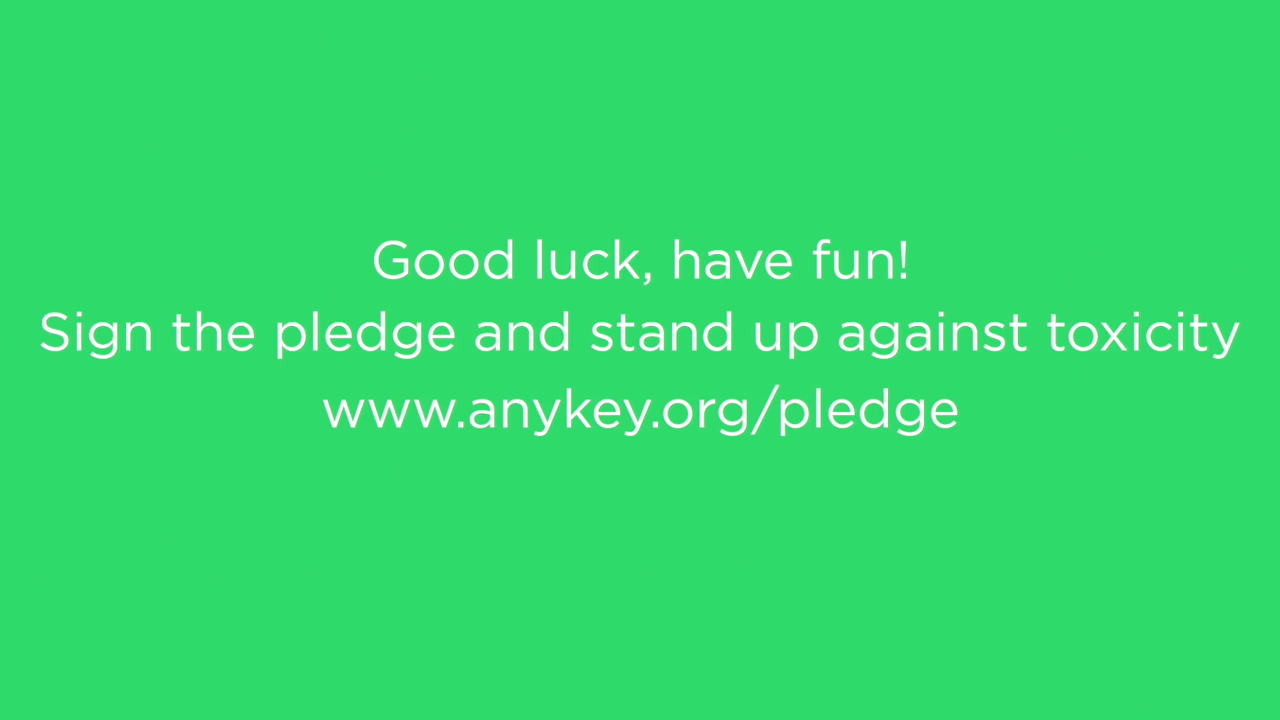 Good luck, have fun!
Sign the pledge and stand up against toxicity
www.anykey.org/pledge